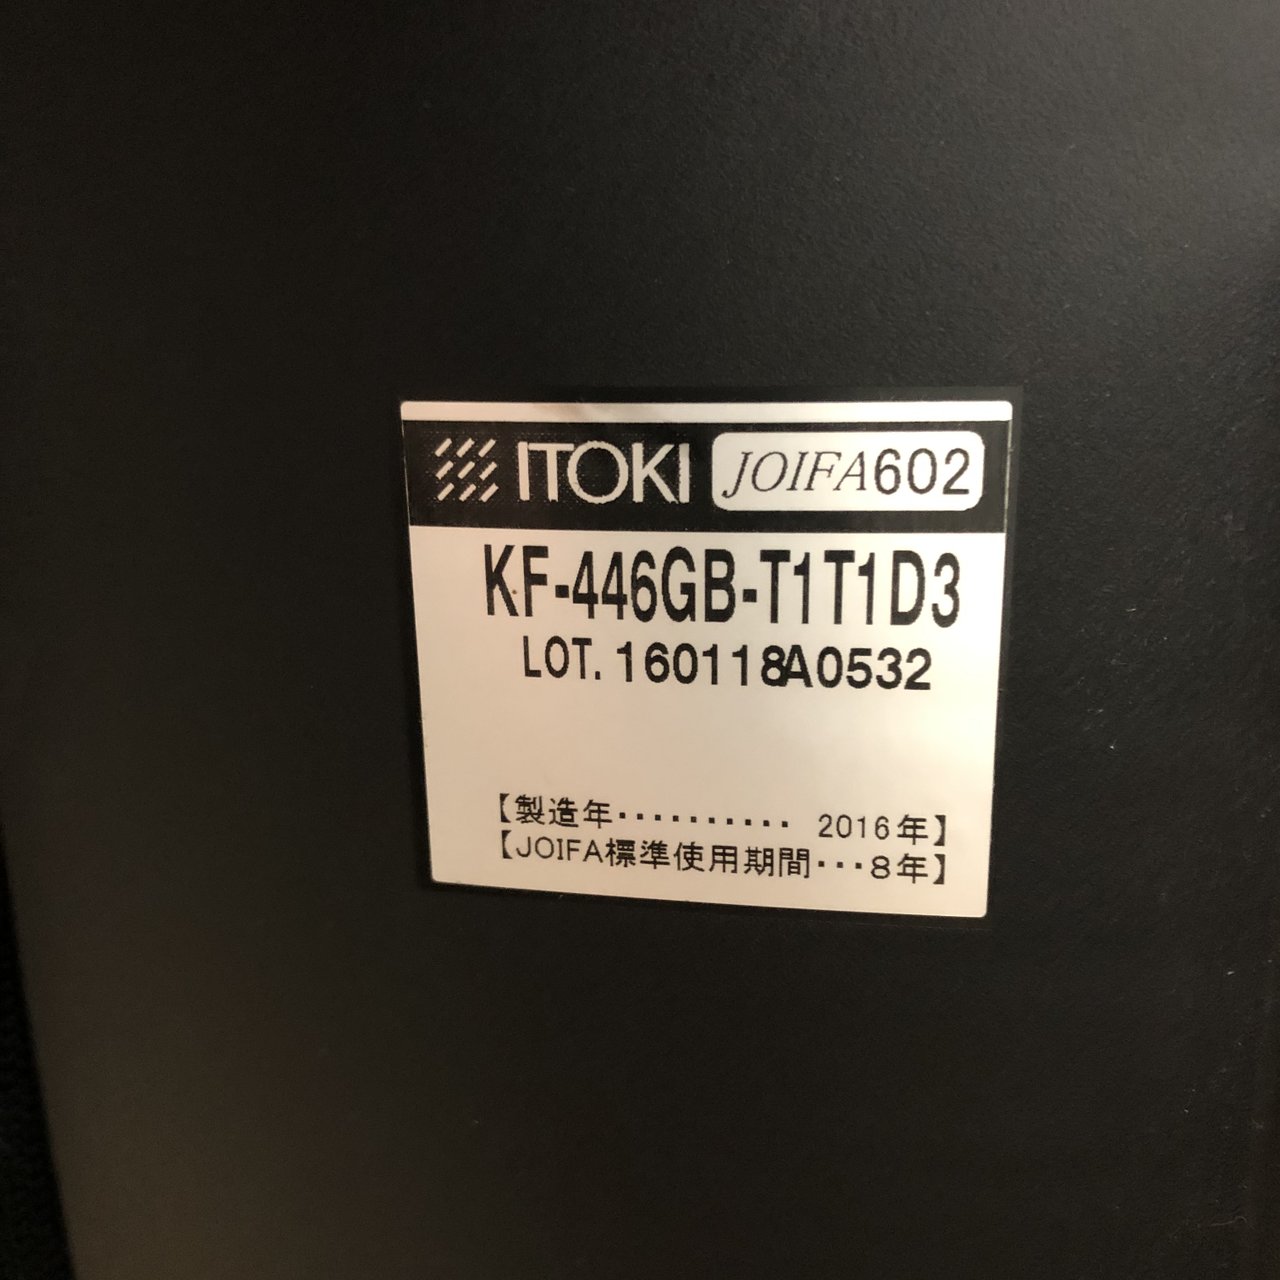 ITOKI JOIFA602
KF-446GB-T1T1D3
LOT. 160118A0532
【製造年・・・・・・・・・・ 2016年】
【JOIFA標準使用期間・・・8年】